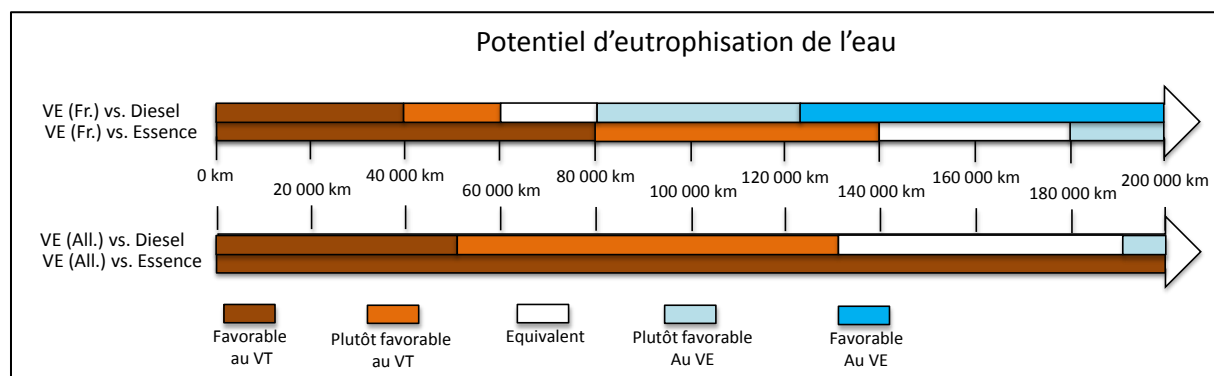 Potentiel d'eutrophisation de l'eau
VE (Fr.) vs. Diesel
VE (Fr.) vs. Essence
0 km
20 000 km
40 000 km
60 000 km
80 000 km
100 000 km
120 000 km
140 000 km
160 000 km
180 000 km
200 000 km
VE (All.) vs. Diesel
VE (All.) vs. Essence
Favorable
au VT
Plutôt favorable
au VT
Equivalent
Plutôt favorable
Au VE
Favorable
Au VE